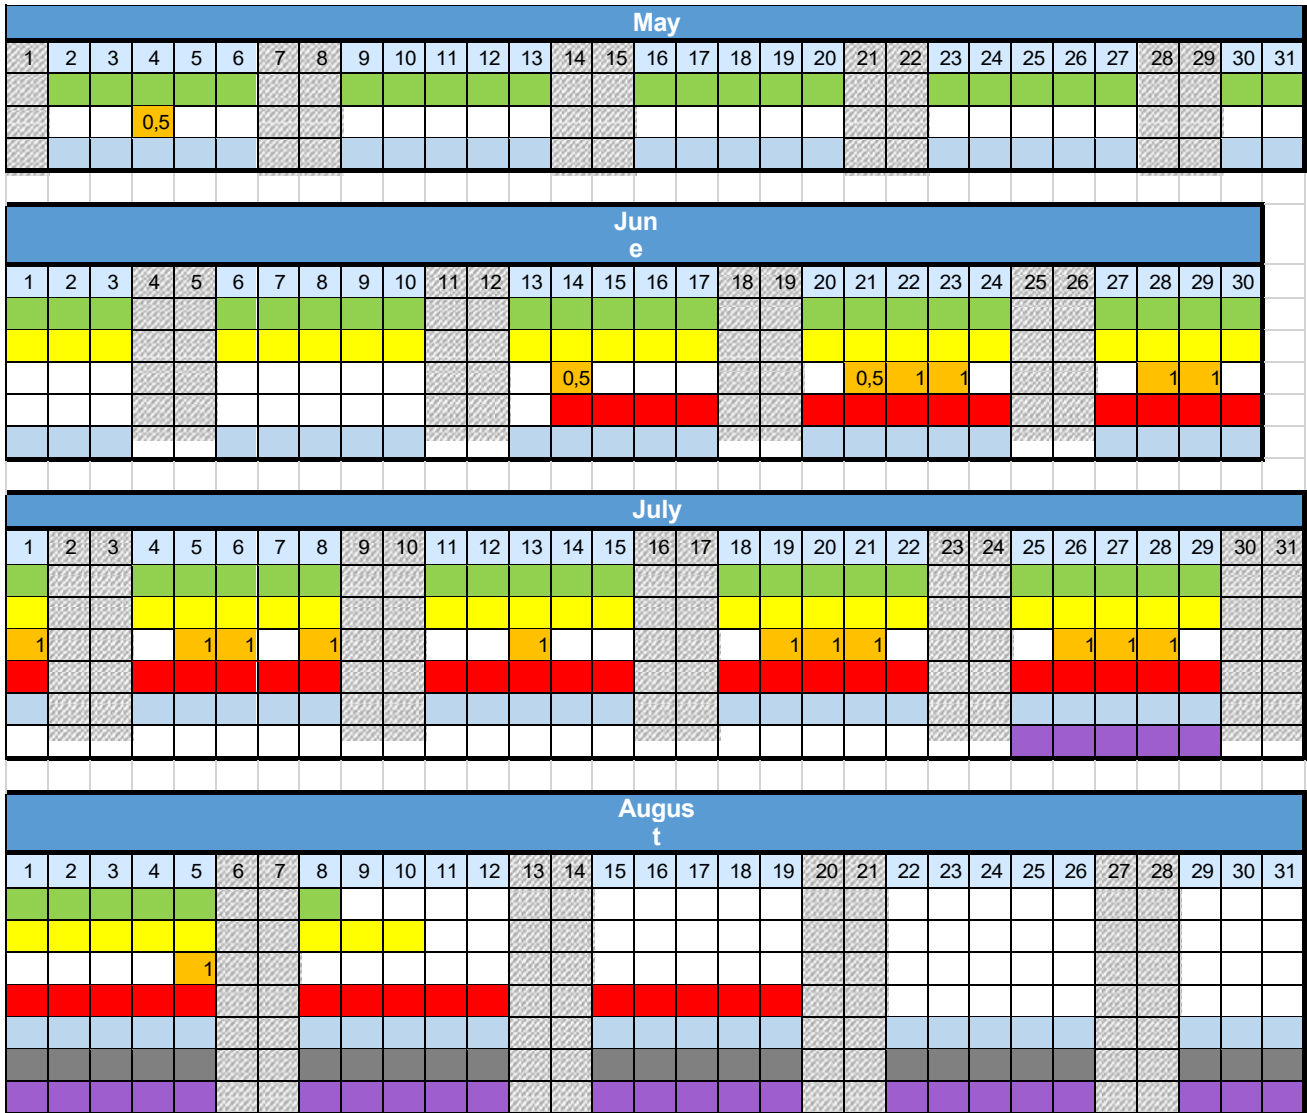 May
1 2 3 4 5 6 7 8 9 10 11 12 13 14 15 16 17 18 19 20 21 22 23 24 25 26 27 28 29 30 31
0,5
Jun
e
1 2 3 4 5 6 7 8 9 10 11 12 13 14 15 16 17 18 19 20 21 22 23 24 25 26 27 28 29 30
0,5 0,5 1 1 1 1
July
1 2 3 4 5 6 7 8 9 10 11 12 13 14 15 16 17 18 19 20 21 22 23 24 25 26 27 28 29 30 31
1 1 1 1 1 1 1 1 1 1 1
Augus
t
1 2 3 4 5 6 7 8 9 10 11 12 13 14 15 16 17 18 19 20 21 22 23 24 25 26 27 28 29 30 31
1